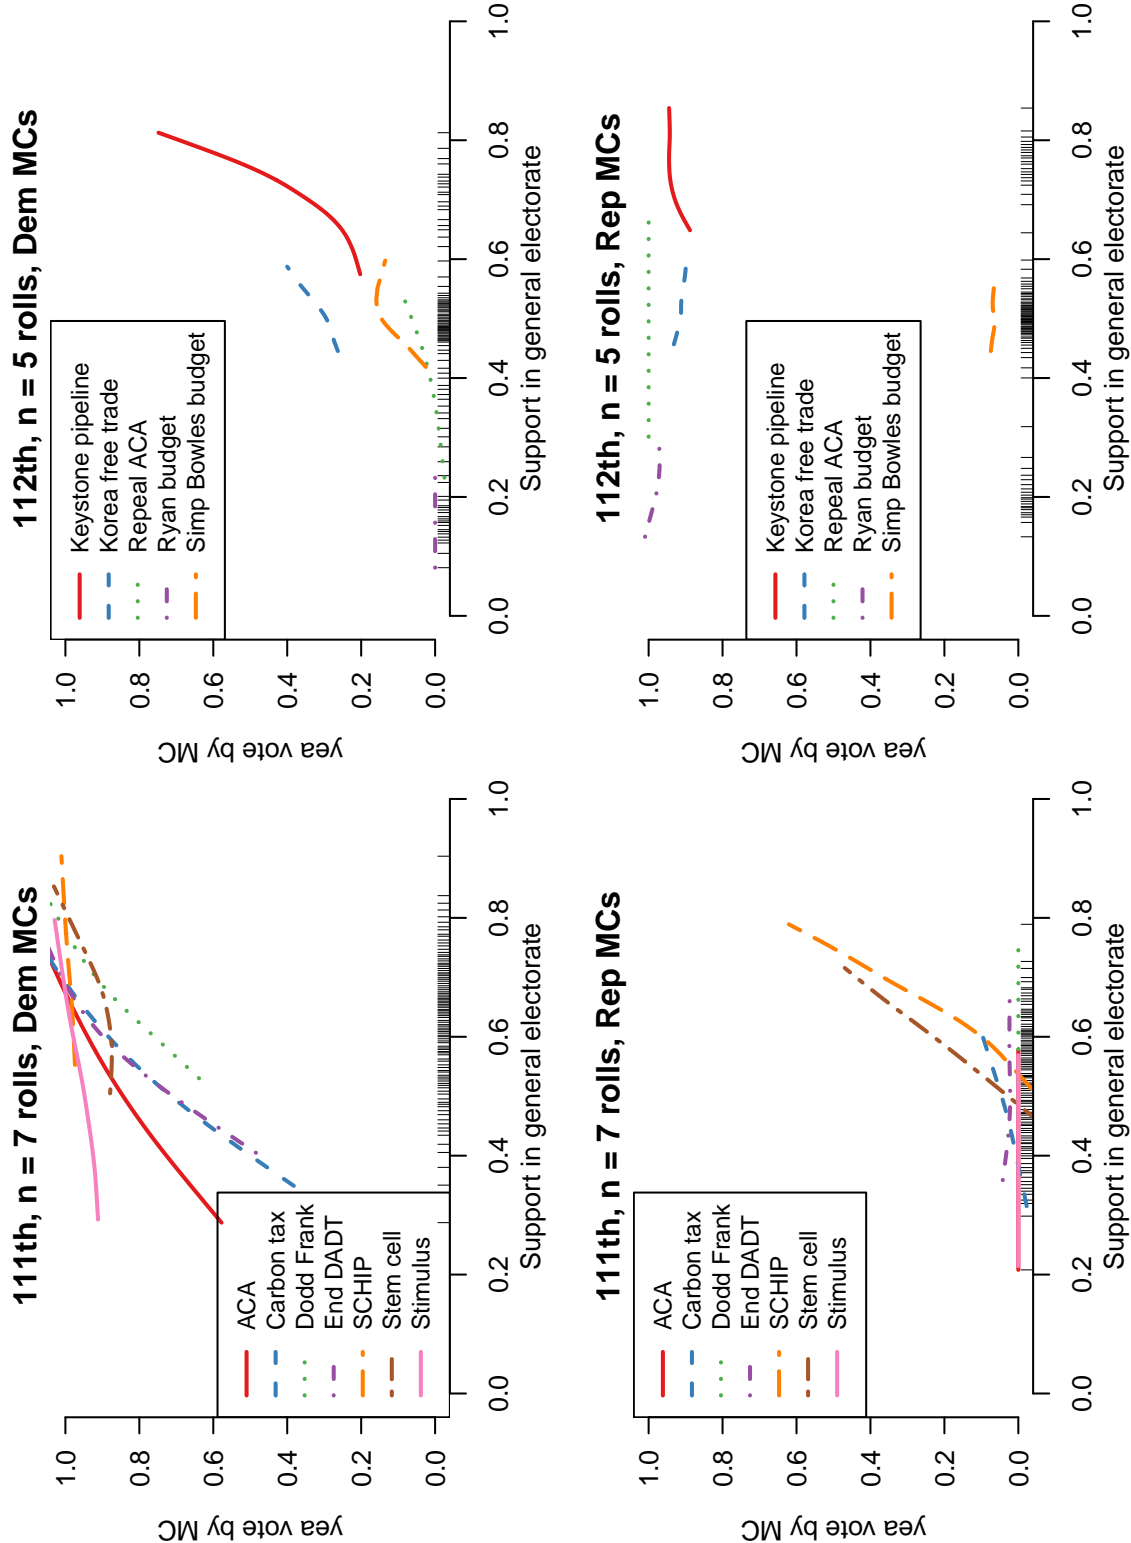 111th, n = 7 rolls, Dem MCs
yea vote by MC
1.0
0.8
0.6
0.4
0.2
0.0
ACA
Carbon tax
Dodd Frank
End DADT
SCHIP
Stem cell
Stimulus
0.0 0.2 0.4 0.6 0.8 1.0
Support in general electorate
112th, n = 5 rolls, Dem MCs
yea vote by MC
1.0
0.8
0.6
0.4
0.2
0.0
Keystone pipeline
Korea free trade
Repeal ACA
Ryan budget
Simp Bowles budget
0.0 0.2 0.4 0.6 0.8 1.0
Support in general electorate
111th, n = 7 rolls, Rep MCs
yea vote by MC
1.0
0.8
0.6
0.4
0.2
0.0
ACA
Carbon tax
Dodd Frank
End DADT
SCHIP
Stem cell
Stimulus
0.0 0.2 0.4 0.6 0.8 1.0
Support in general electorate
112th, n = 5 rolls, Rep MCs
yea vote by MC
1.0
0.8
0.6
0.4
0.2
0.0
Keystone pipeline
Korea free trade
Repeal ACA
Ryan budget
Simp Bowles budget
0.0 0.2 0.4 0.6 0.8 1.0
Support in general electorate